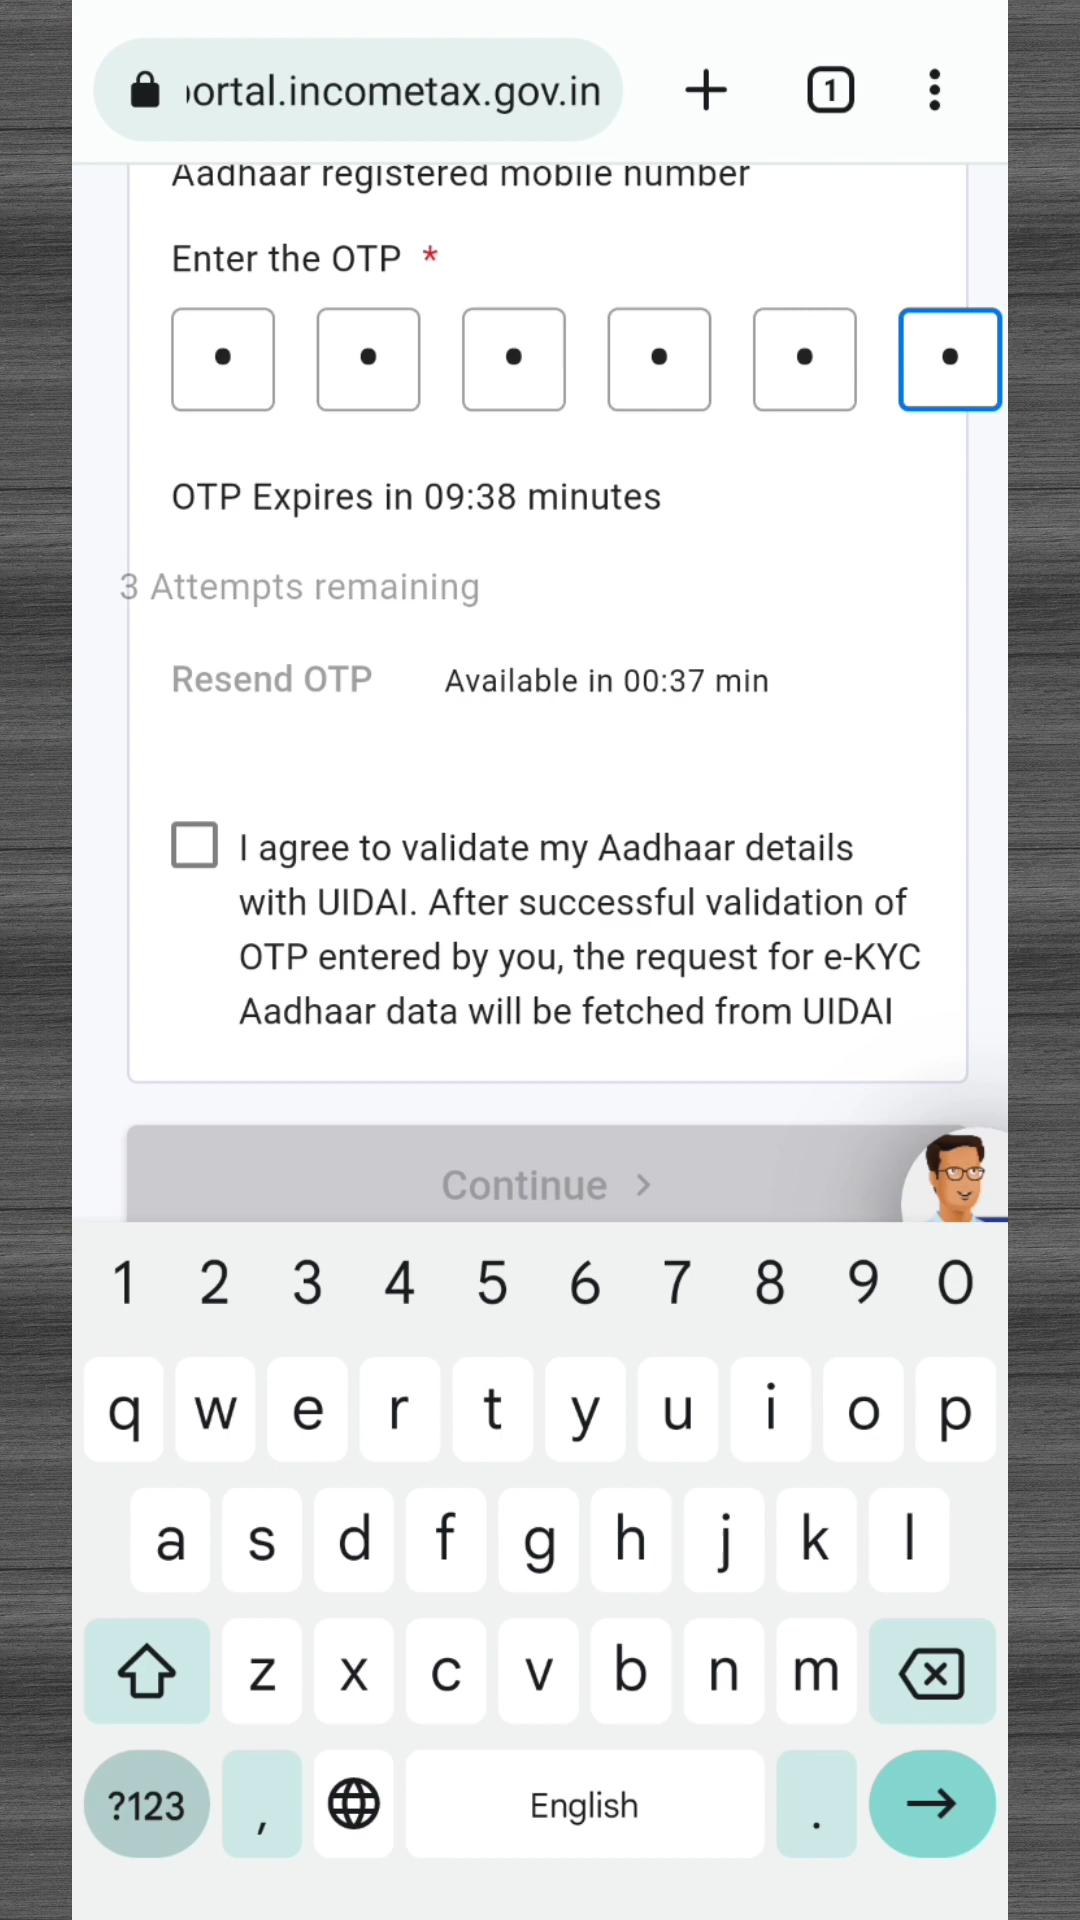 portal.incometax.gov.in
1
Aadhaar registered mobile number
Enter the OTP *
OTP Expires in 09:38 minutes
3 Attempts remaining
Resend OTP Available in 00:37 min
I agree to validate my Aadhaar details
with UIDAI. After successful validation of
OTP entered by you, the request for e-KYC
Aadhaar data will be fetched from UIDAI
Continue >
1 2 3 4 5 6 7 8 9 0
q w e r t y u i o p
a s d f g h j k l
z x c v b n m
?123 , English .